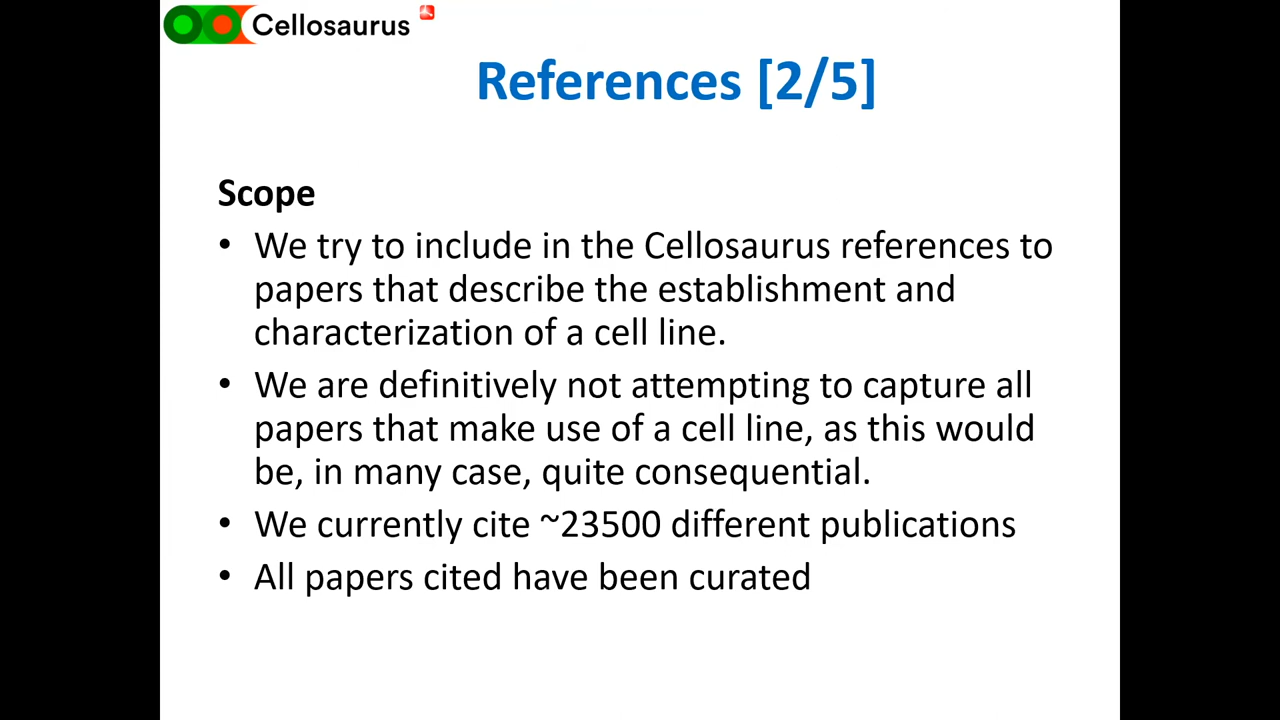 Cellosaurus
References [2/5]
Scope
• We try to include in the Cellosaurus references to
papers that describe the establishment and
characterization of a cell line.
• We are definitively not attempting to capture all
papers that make use of a cell line, as this would
be, in many case, quite consequential.
• We currently cite ~23500 different publications
• All papers cited have been curated